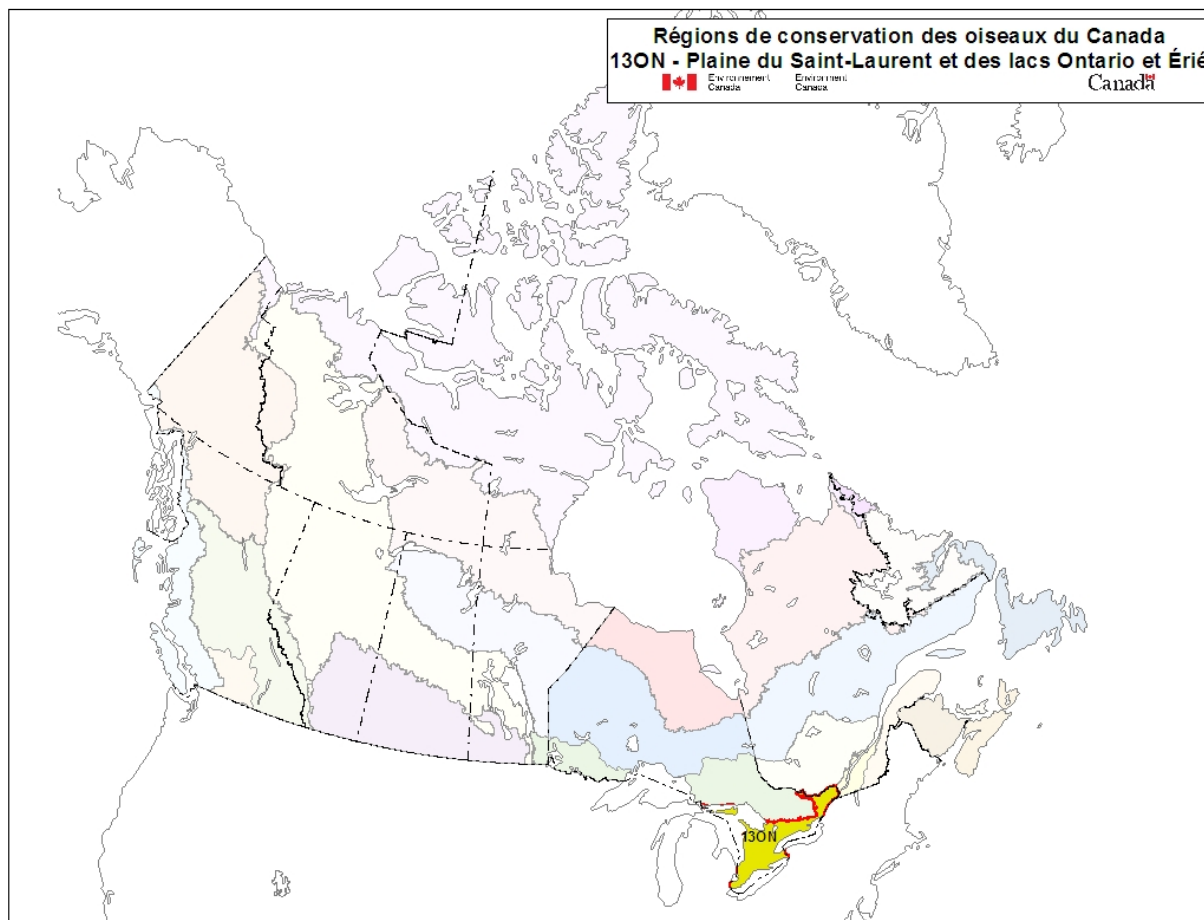 Régions de conservation des oiseaux du Canada
13ON - Plaine du Saint-Laurent et des lacs Ontario et Érié
Environnement Canada
Environment Canada
Canada
13ON